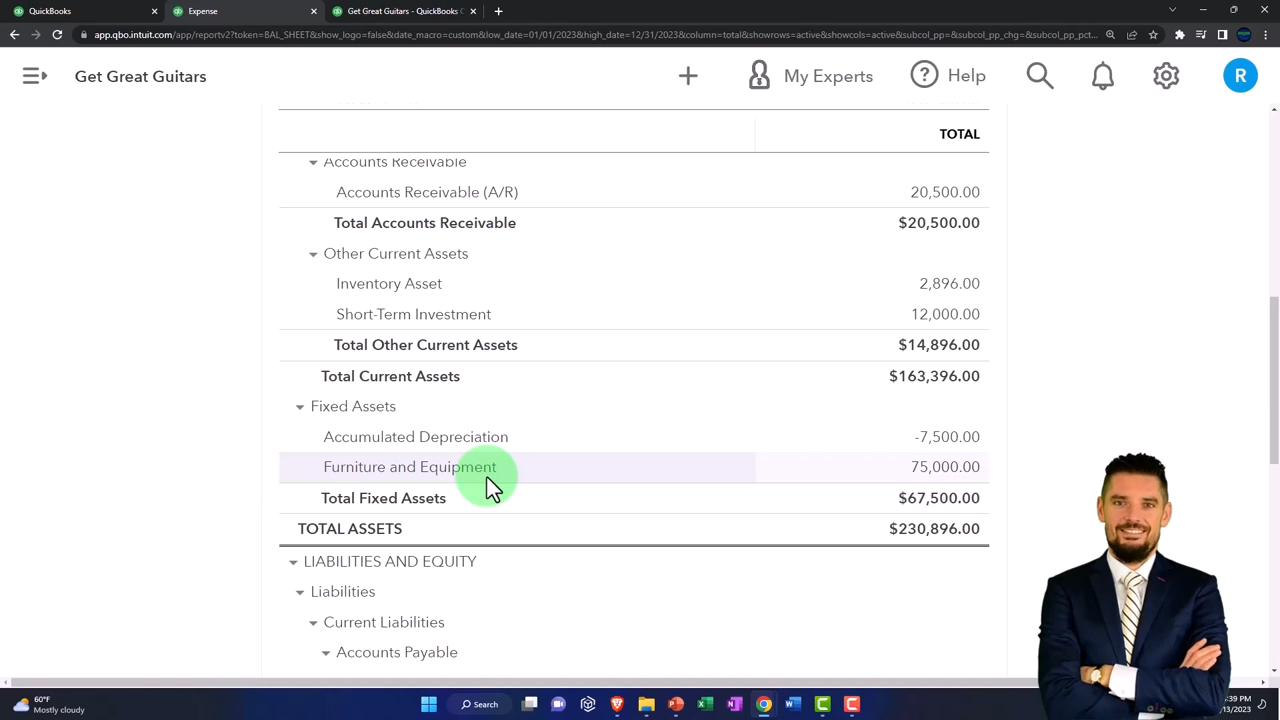 QuickBooks
Expense
Get Great Guitars - QuickBooks C
app.qbo.intuit.com/app/reportv2?token=BAL_SHEET&show_logo=false&date_macro=custom&low_date=01/01/2023&high_date=12/31/2023&column=total&showrows=active&showcols=active&subcol_pp=&subcol_pp_chg=&subcol_pp_pct...
Get Great Guitars
My Experts
Help
R
TOTAL
Accounts Receivable
Accounts Receivable (A/R) 20,500.00
Total Accounts Receivable $20,500.00
Other Current Assets
Inventory Asset 2,896.00
Short-Term Investment 12,000.00
Total Other Current Assets $14,896.00
Total Current Assets $163,396.00
Fixed Assets
Accumulated Depreciation -7,500.00
Furniture and Equipment 75,000.00
Total Fixed Assets $67,500.00
TOTAL ASSETS $230,896.00
LIABILITIES AND EQUITY
Liabilities
Current Liabilities
Accounts Payable
60°F
Mostly cloudy
Search
:39 PM
/13/2023